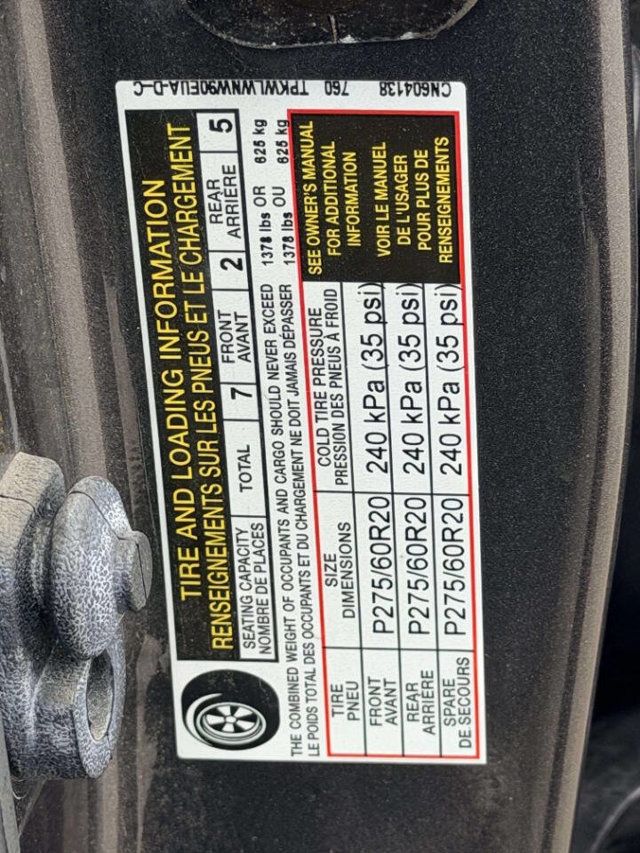 TIRE AND LOADING INFORMATION
RENSEIGNEMENTS SUR LES PNEUS ET LE CHARGEMENT
SEATING CAPACITY TOTAL 7 FRONT 2 REAR 5
NOMBRE DE PLACES AVANT ARRIÈRE
THE COMBINED WEIGHT OF OCCUPANTS AND CARGO SHOULD NEVER EXCEED 1378 lbs OR 625 kg
LE POIDS TOTAL DES OCCUPANTS ET DU CHARGEMENT NE DOIT JAMAIS DÉPASSER 1378 lbs OU 625 kg
TIRE SIZE COLD TIRE PRESSURE
PNEU DIMENSIONS PRESSION DES PNEUS À FROID
FRONT
AVANT P275/60R20 240 kPa (35 psi)
REAR
ARRIÈRE P275/60R20 240 kPa (35 psi)
SPARE
DE SECOURS P275/60R20 240 kPa (35 psi)
SEE OWNER'S MANUAL
FOR ADDITIONAL
INFORMATION
VOIR LE MANUEL
DE L'USAGER
POUR PLUS DE
RENSEIGNEMENTS
CN604138 760 TPKWLWNW90EUA-D-C